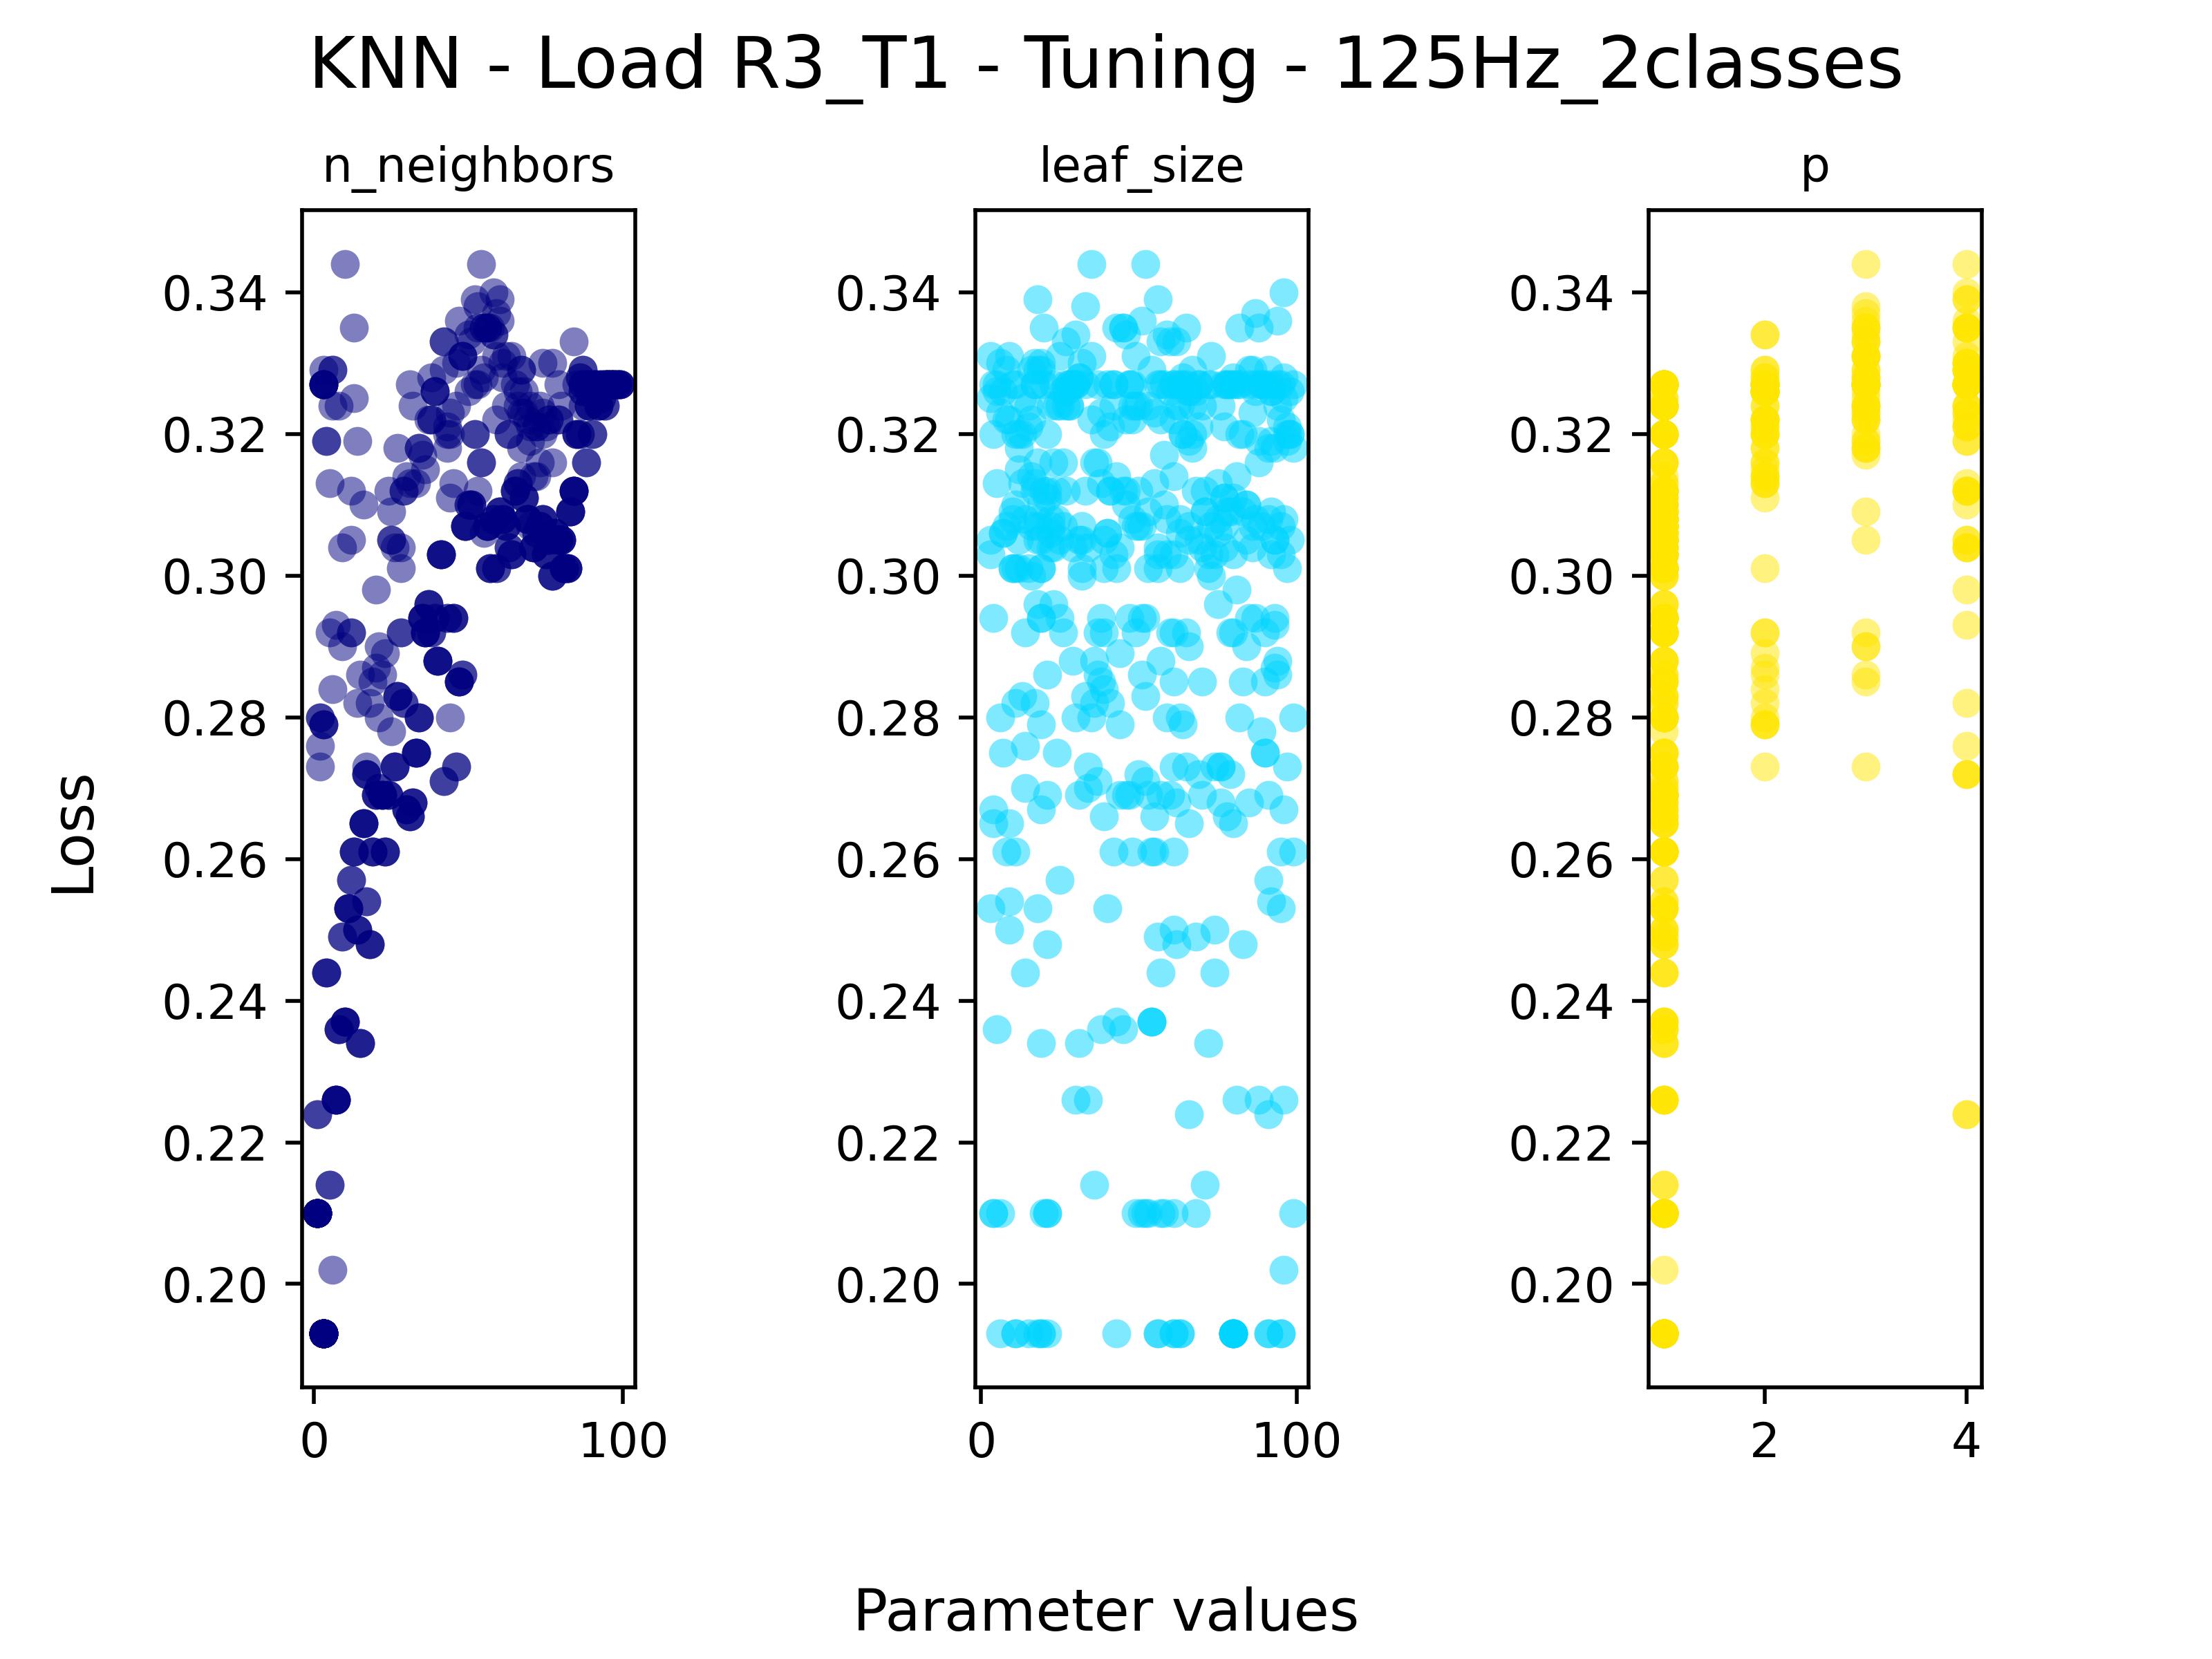 KNN - Load R3_T1 - Tuning - 125Hz_2classes
n_neighbors
leaf_size
p
0.34 0.34 0.34
0.32 0.32 0.32
0.30 0.30 0.30
0.28 0.28 0.28
0.26 0.26 0.26
0.24 0.24 0.24
0.22 0.22 0.22
0.20 0.20 0.20
Loss
0 100 0 100 2 4
Parameter values